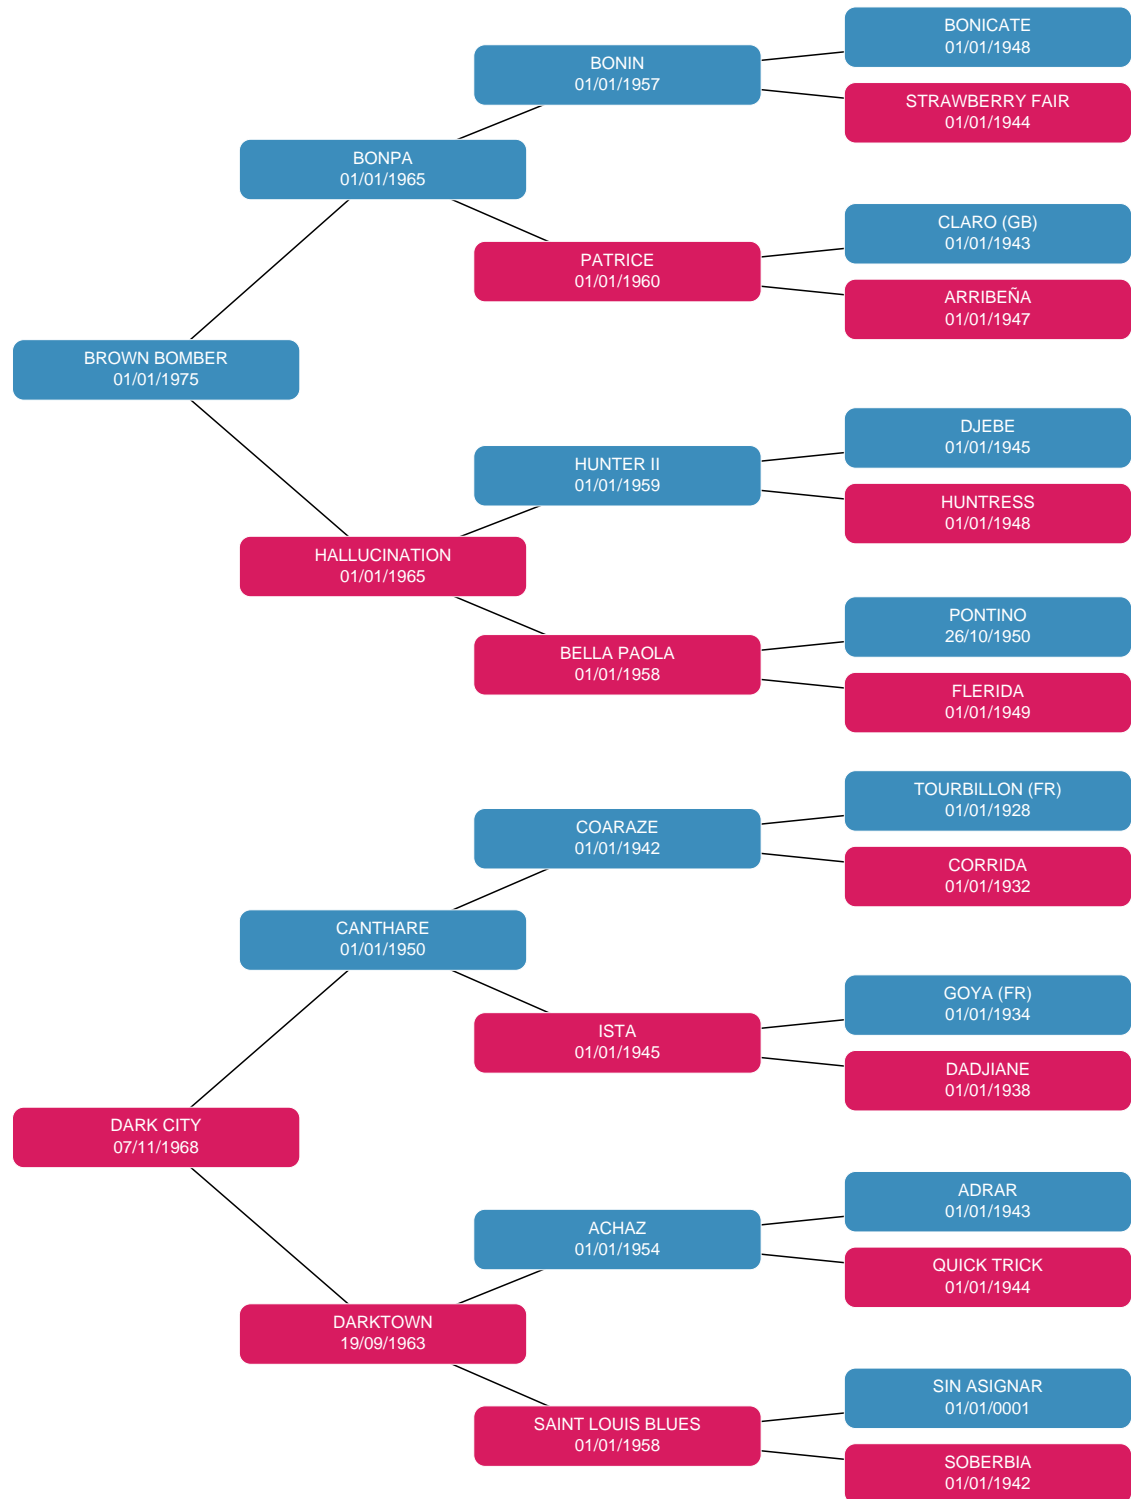 BONICATE
01/01/1948
BONIN
01/01/1957
STRAWBERRY FAIR
01/01/1944
BONPA
01/01/1965
CLARO (GB)
01/01/1943
PATRICE
01/01/1960
ARRIBEÑA
01/01/1947
BROWN BOMBER
01/01/1975
DJEBE
01/01/1945
HUNTER II
01/01/1959
HUNTRESS
01/01/1948
HALLUCINATION
01/01/1965
PONTINO
26/10/1950
BELLA PAOLA
01/01/1958
FLERIDA
01/01/1949
TOURBILLON (FR)
01/01/1928
COARAZE
01/01/1942
CORRIDA
01/01/1932
CANTHARE
01/01/1950
GOYA (FR)
01/01/1934
ISTA
01/01/1945
DADJIANE
01/01/1938
DARK CITY
07/11/1968
ADRAR
01/01/1943
ACHAZ
01/01/1954
QUICK TRICK
01/01/1944
DARKTOWN
19/09/1963
SIN ASIGNAR
01/01/0001
SAINT LOUIS BLUES
01/01/1958
SOBERBIA
01/01/1942